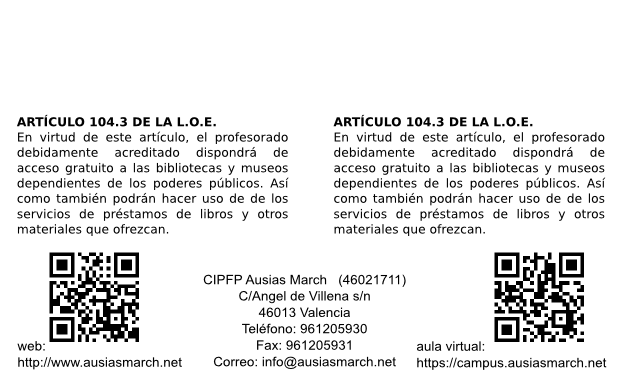 ARTÍCULO 104.3 DE LA L.O.E.
En virtud de este artículo, el profesorado
debidamente acreditado dispondrá de
acceso gratuito a las bibliotecas y museos
dependientes de los poderes públicos. Así
como también podrán hacer uso de de los
servicios de préstamos de libros y otros
materiales que ofrezcan.
ARTÍCULO 104.3 DE LA L.O.E.
En virtud de este artículo, el profesorado
debidamente acreditado dispondrá de
acceso gratuito a las bibliotecas y museos
dependientes de los poderes públicos. Así
como también podrán hacer uso de de los
servicios de préstamos de libros y otros
materiales que ofrezcan.
web:
http://www.ausiasmarch.net
CIPFP Ausias March (46021711)
C/Angel de Villena s/n
46013 Valencia
Teléfono: 961205930
Fax: 961205931
Correo: info@ausiasmarch.net
aula virtual:
https://campus.ausiasmarch.net